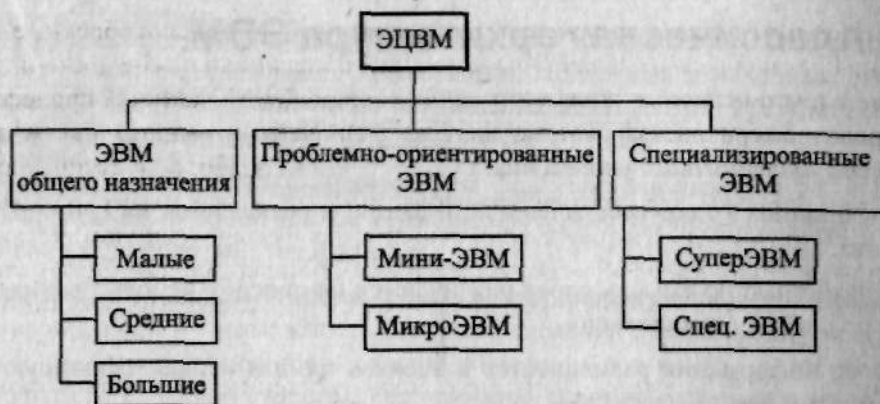 ЭЦВМ
ЭВМ
общего назначения
Проблемно-ориентированные
ЭВМ
Специализированные
ЭВМ
Малые
Средние
Большие
Мини-ЭВМ
МикроЭВМ
СуперЭВМ
Спец. ЭВМ